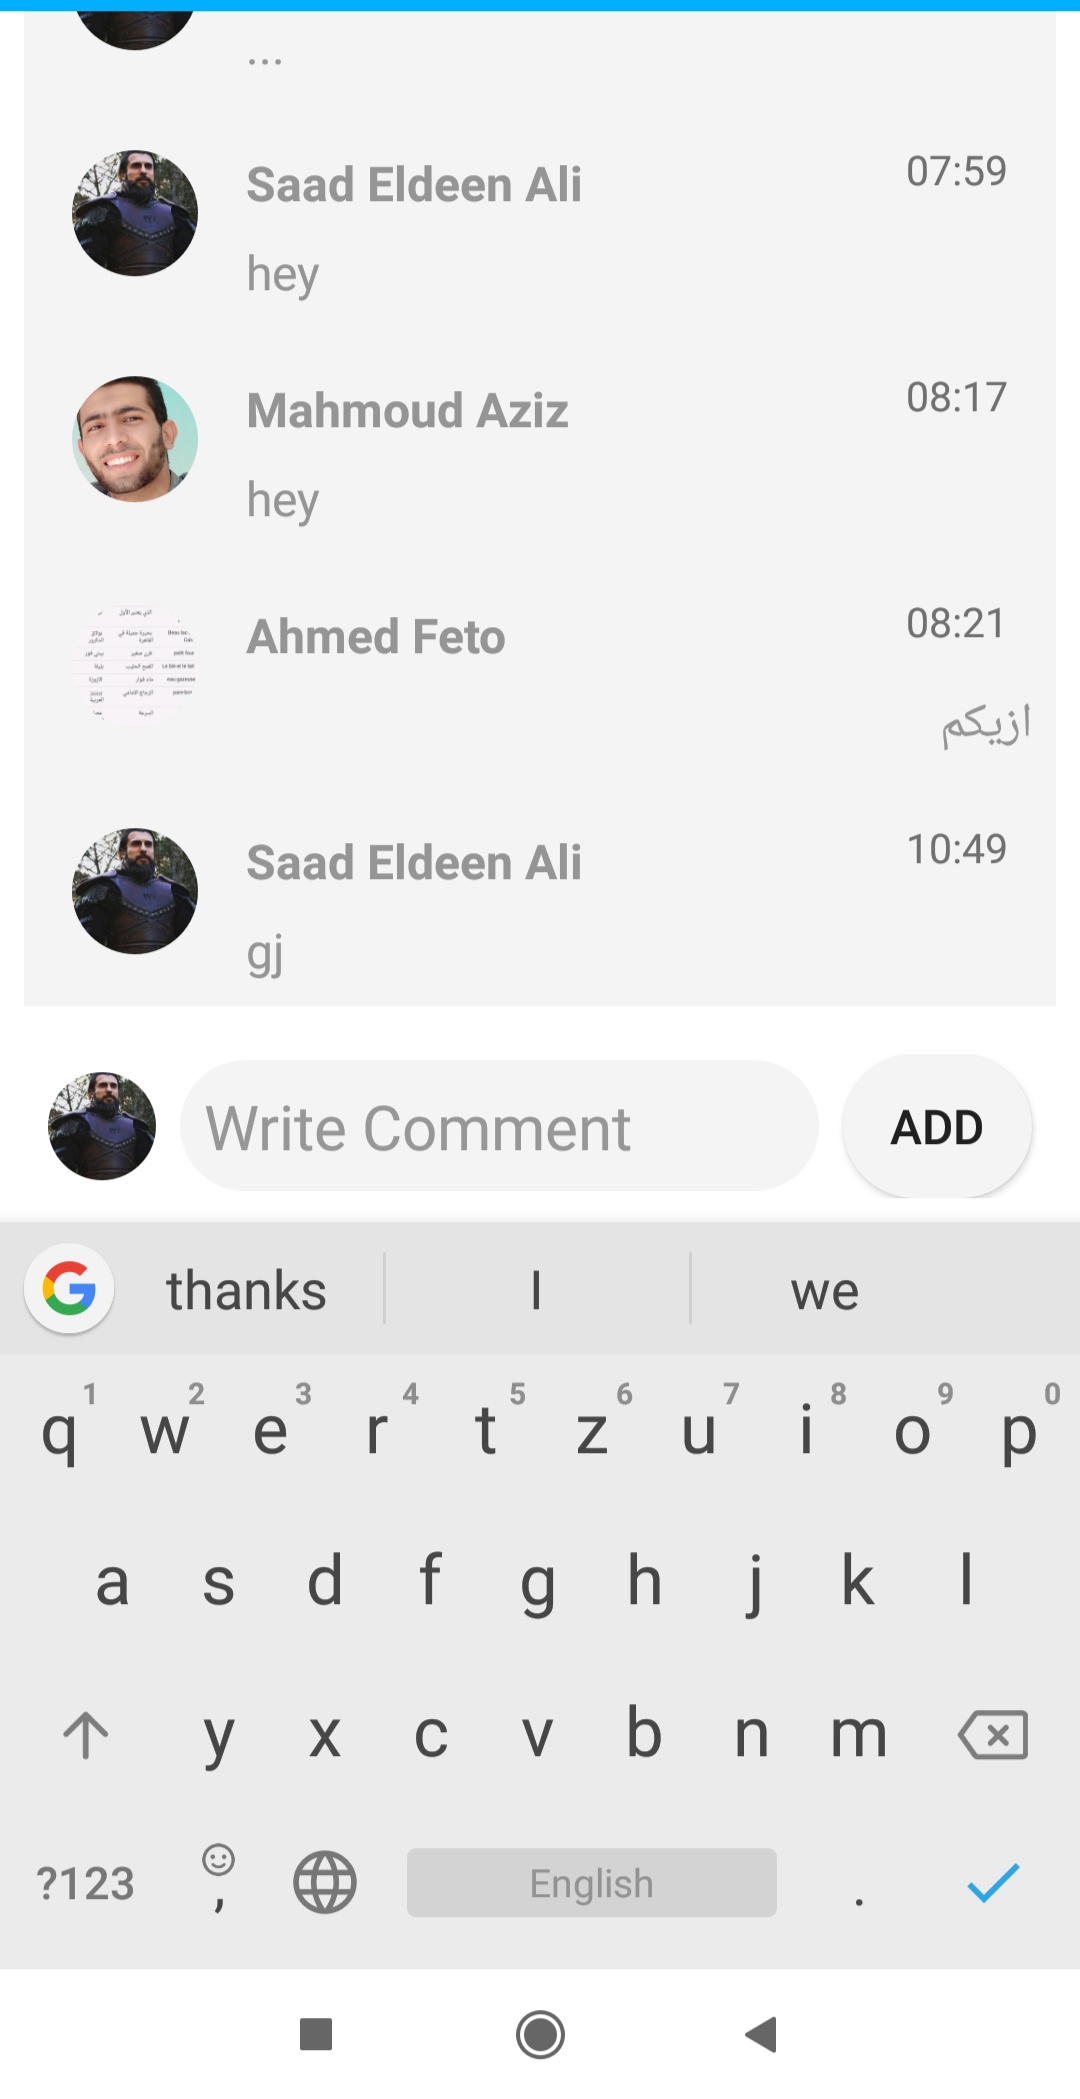 ...
Saad Eldeen Ali 07:59
hey
Mahmoud Aziz 08:17
hey
Ahmed Feto 08:21
ازيكم
Saad Eldeen Ali 10:49
gj
Write Comment ADD
thanks I we
1 2 3 4 5 6 7 8 9 0
q w e r t z u i o p
a s d f g h j k l
y x c v b n m
?123 , English .